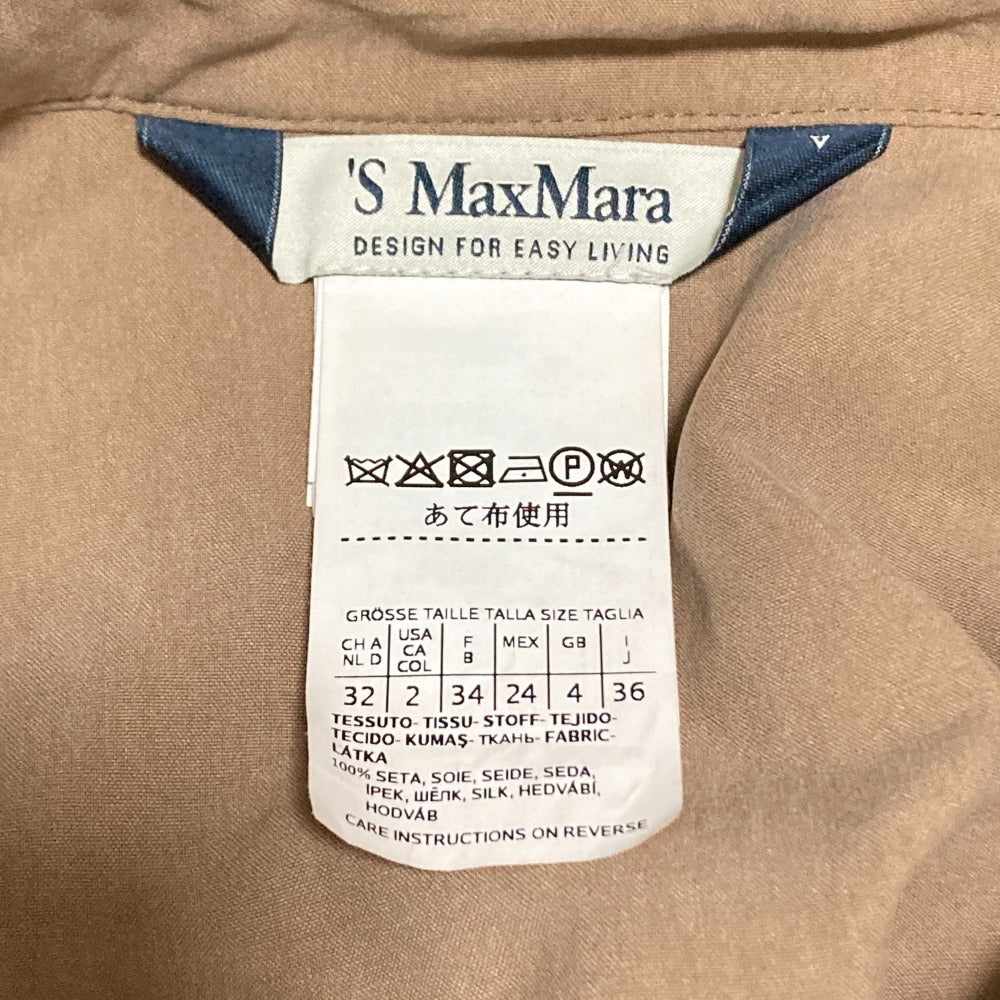 'S MaxMara
DESIGN FOR EASY LIVING
P W
あて布使用
GRÖSSE TAILLE TALLA SIZE TAGLIA
CH A NL D USA CA COL F B MEX GB I J
32 2 34 24 4 36
TESSUTO- TISSU- STOFF- TEJIDO-
TECIDO- KUMAŞ- ТКАНЬ- FABRIC-
LÁTKA
100% SETA, SOIE, SEIDE, SEDA,
IPEK, ШЁЛК, SILK, HEDVÁBÍ,
HODVÁB
CARE INSTRUCTIONS ON REVERSE